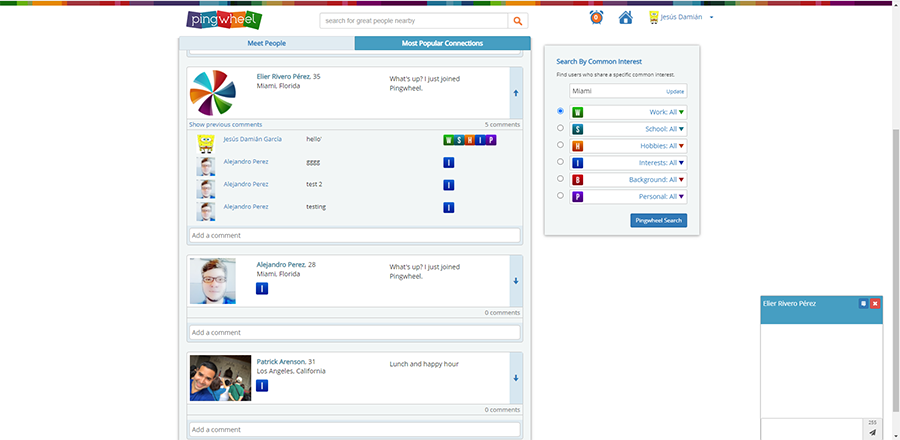 pingwheel
search for great people nearby
9
Jesús Damián
Meet People
Most Popular Connections
Elier Rivero Pérez, 35
Miami, Florida
What's up? I just joined
Pingwheel.
Show previous comments
5 comments
Jesús Damián García
hello'
W S H I P
Alejandro Perez
gggg
I
Alejandro Perez
test 2
I
Alejandro Perez
testing
I
Add a comment
Alejandro Perez, 28
Miami, Florida
I
What's up? I just joined
Pingwheel.
0 comments
Add a comment
Patrick Arenson, 31
Los Angeles, California
I
Lunch and happy hour
0 comments
Add a comment
Search By Common Interest
Find users who share a specific common interest.
Miami
Update
W Work: All
S School: All
H Hobbies: All
I Interests: All
B Background: All
P Personal: All
Pingwheel Search
Elier Rivero Pérez
255